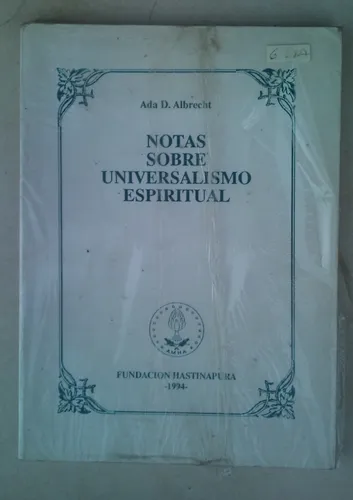 Ada D. Albrecht
NOTAS
SOBRE
UNIVERSALISMO
ESPIRITUAL
FUNDACION HASTINAPURA
-1994-